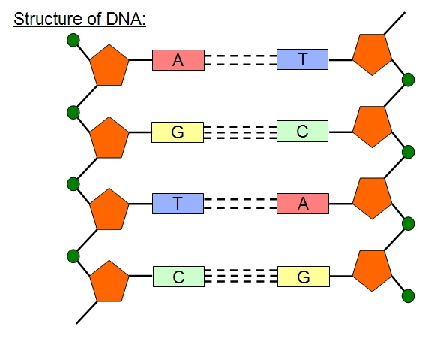 Structure of DNA:
A T
G C
T A
C G